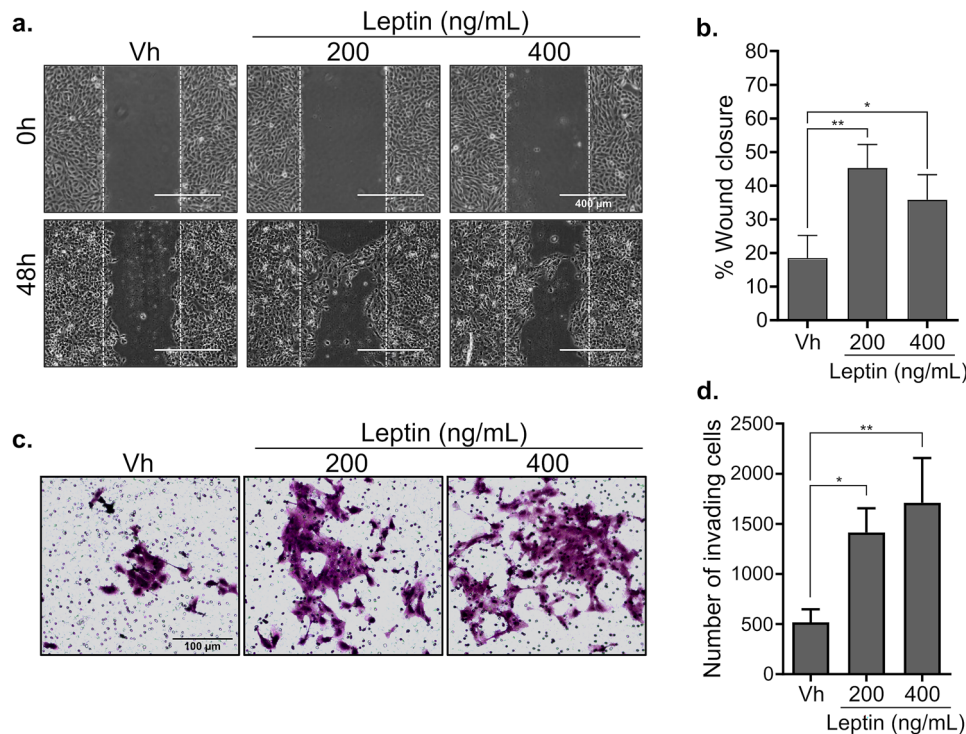 a.
Leptin (ng/mL)
Vh 200 400
0h
400 µm
48h
b.
% Wound closure
80
70
60
50
40
30
20
10
0
*
**
Vh 200 400
Leptin (ng/mL)
c.
Leptin (ng/mL)
Vh 200 400
100 µm
d.
Number of invading cells
2500
2000
1500
1000
500
0
**
*
Vh 200 400
Leptin (ng/mL)